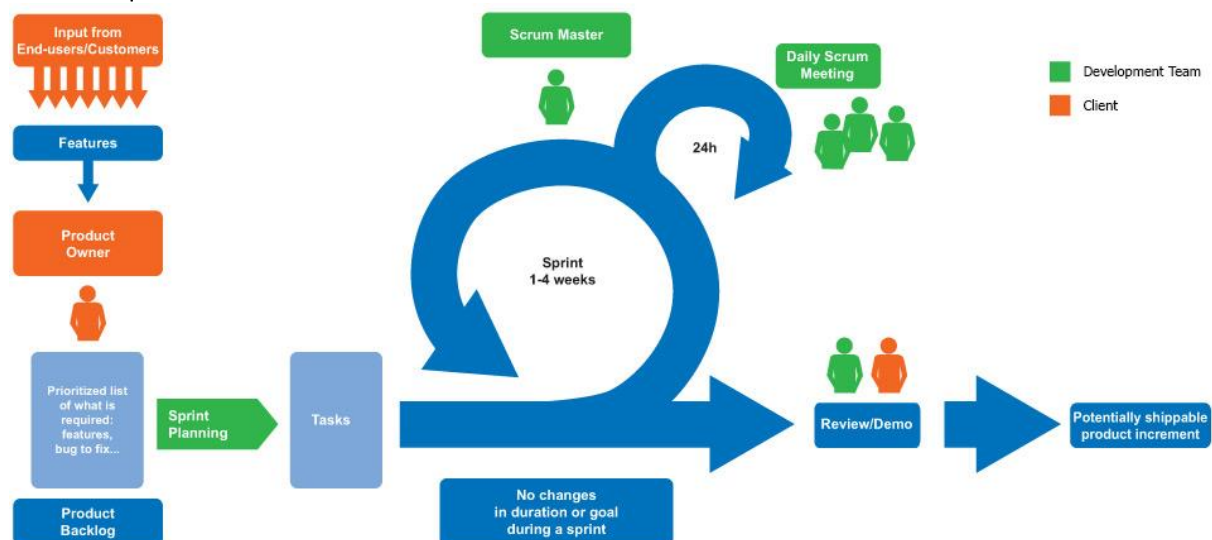 Input from
End-users/Customers
Features
Product
Owner
Prioritized list
of what is
required:
features,
bug to fix...
Product
Backlog
Sprint
Planning
Tasks
Scrum Master
Daily Scrum
Meeting
24h
Sprint
1-4 weeks
No changes
in duration or goal
during a sprint
Review/Demo
Potentially shippable
product increment
Development Team
Client